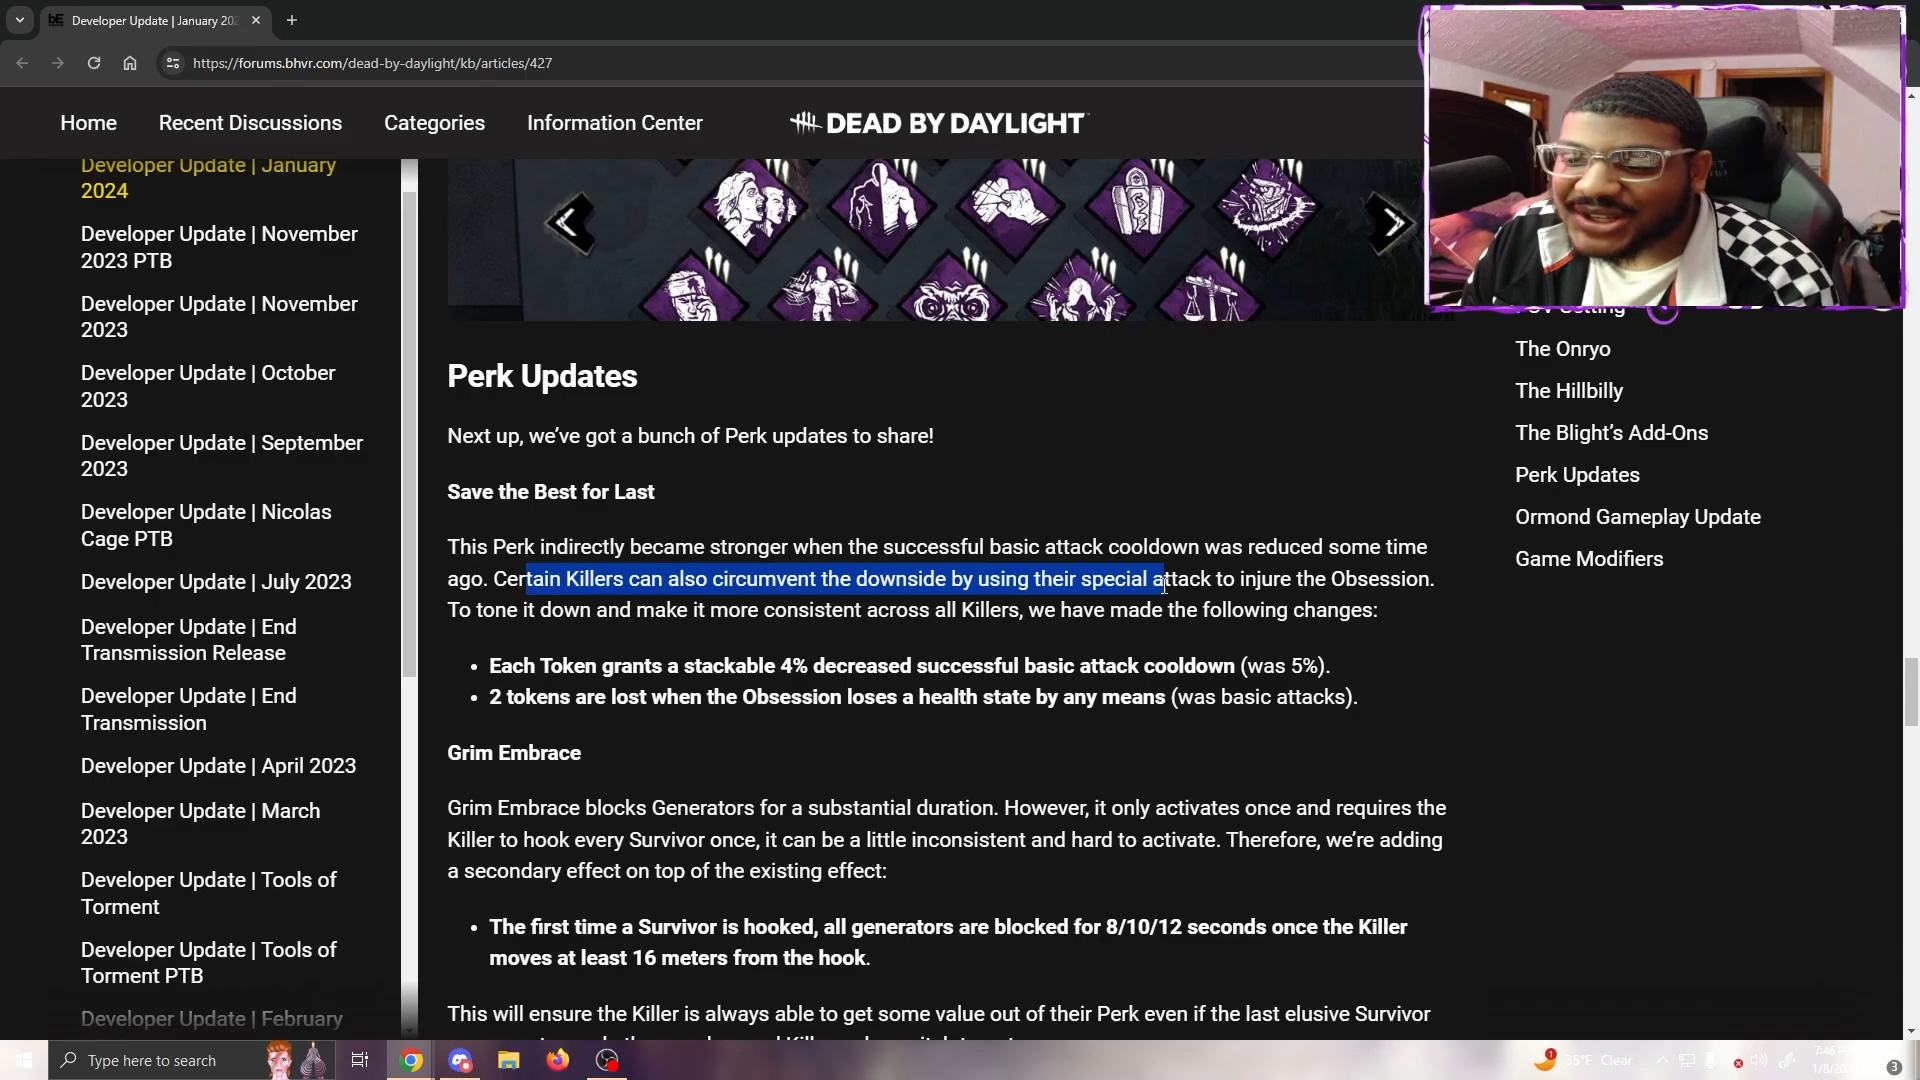 Developer Update | January 202
https://forums.bhvr.com/dead-by-daylight/kb/articles/427
Home
Recent Discussions
Categories
Information Center
DEAD BY DAYLIGHT
Developer Update | January
2024
Developer Update | November
2023 PTB
Developer Update | November
2023
Developer Update | October
2023
Developer Update | September
2023
Developer Update | Nicolas
Cage PTB
Developer Update | July 2023
Developer Update | End
Transmission Release
Developer Update | End
Transmission
Developer Update | April 2023
Developer Update | March
2023
Developer Update | Tools of
Torment
Developer Update | Tools of
Torment PTB
Developer Update | February
Perk Updates
Next up, we've got a bunch of Perk updates to share!
Save the Best for Last
This Perk indirectly became stronger when the successful basic attack cooldown was reduced some time
ago. Certain Killers can also circumvent the downside by using their special attack to injure the Obsession.
To tone it down and make it more consistent across all Killers, we have made the following changes:
• Each Token grants a stackable 4% decreased successful basic attack cooldown (was 5%).
• 2 tokens are lost when the Obsession loses a health state by any means (was basic attacks).
Grim Embrace
Grim Embrace blocks Generators for a substantial duration. However, it only activates once and requires the
Killer to hook every Survivor once, it can be a little inconsistent and hard to activate. Therefore, we're adding
a secondary effect on top of the existing effect:
• The first time a Survivor is hooked, all generators are blocked for 8/10/12 seconds once the Killer
moves at least 16 meters from the hook.
This will ensure the Killer is always able to get some value out of their Perk even if the last elusive Survivor
The Onryo
The Hillbilly
The Blight's Add-Ons
Perk Updates
Ormond Gameplay Update
Game Modifiers
Type here to search
1
35°F Clear
3